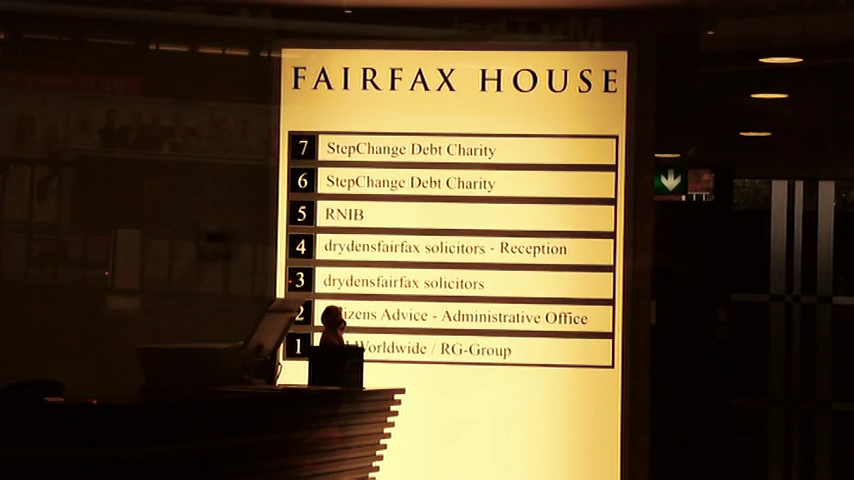 FAIRFAX HOUSE
7 StepChange Debt Charity
6 StepChange Debt Charity
5 RNIB
4 drydensfairfax solicitors - Reception
3 drydensfairfax solicitors
2 Advice - Administrative Office
1 Worldwide / RG-Group